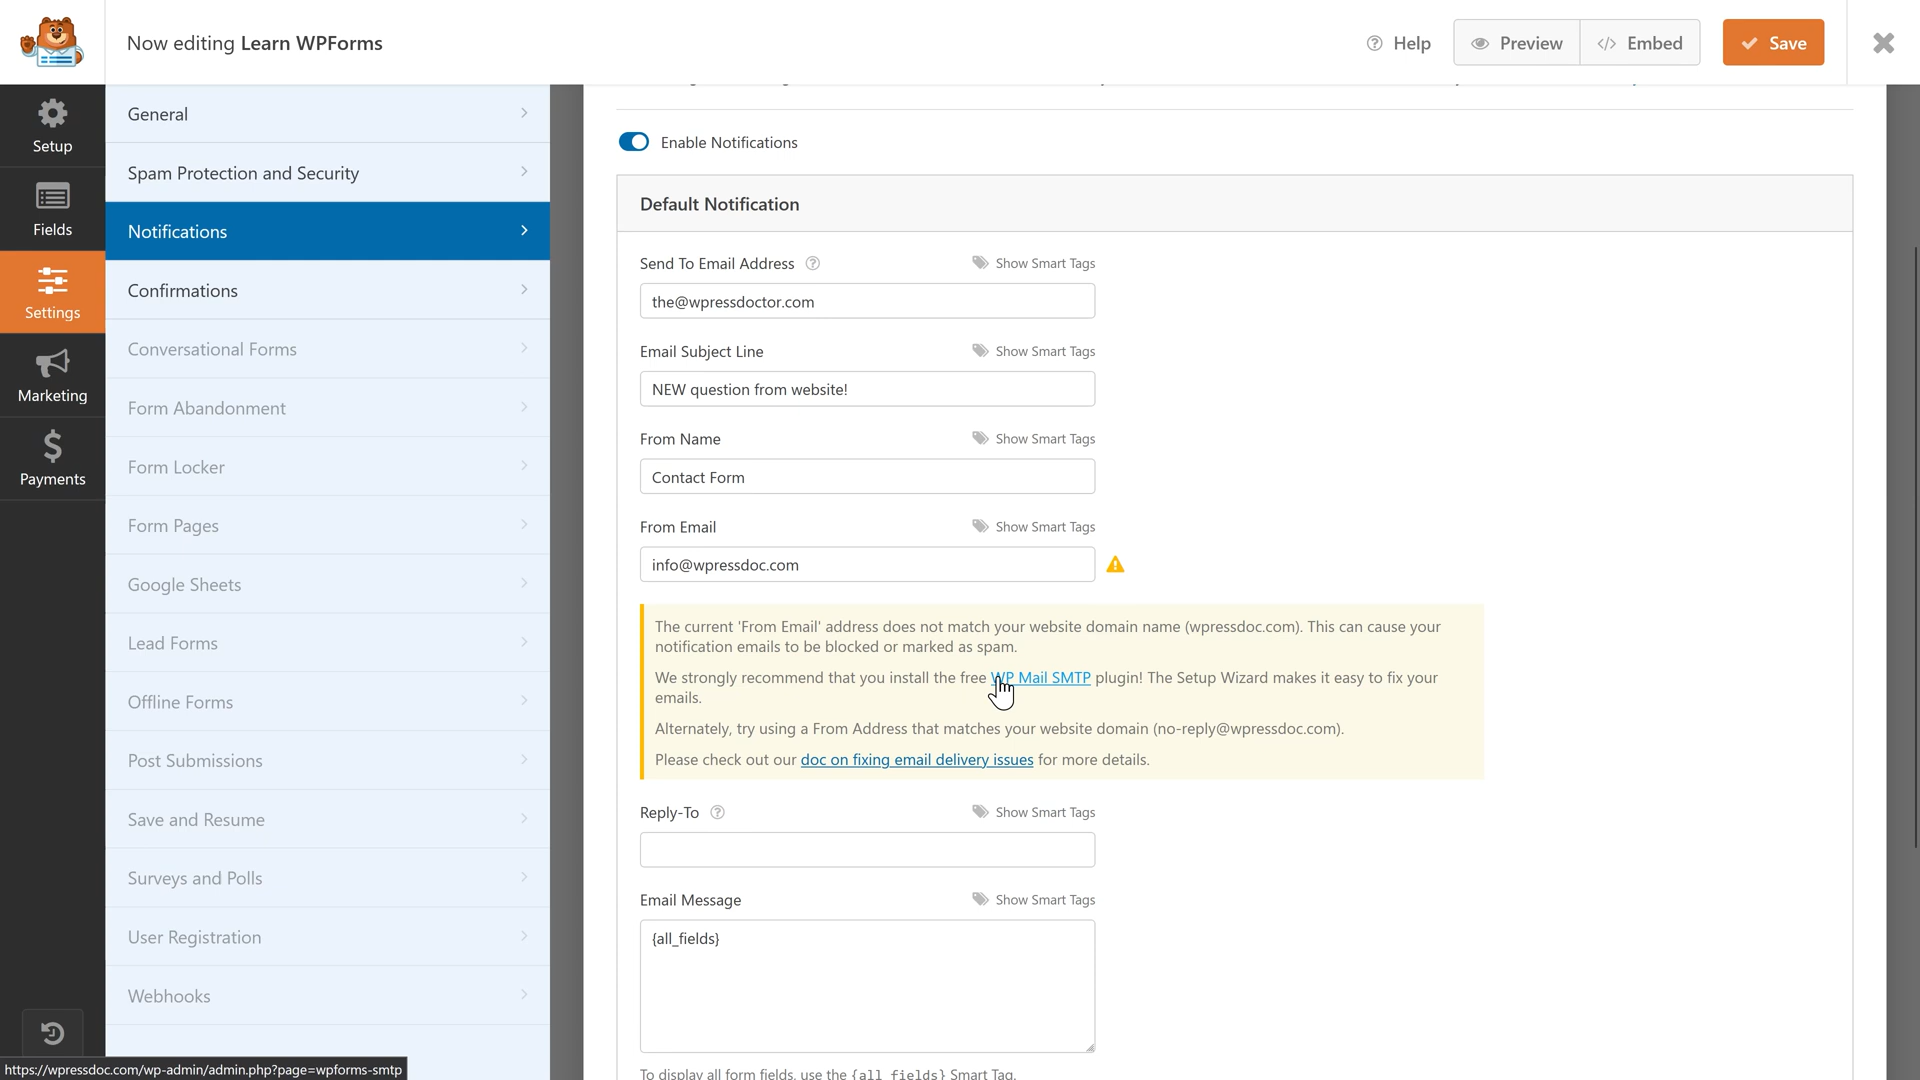 Now editing Learn WPForms
Help
Preview
Embed
Save
Setup
Fields
Settings
Marketing
Payments
General
Spam Protection and Security
Notifications
Confirmations
Conversational Forms
Form Abandonment
Form Locker
Form Pages
Google Sheets
Lead Forms
Offline Forms
Post Submissions
Save and Resume
Surveys and Polls
User Registration
Webhooks
Enable Notifications
Default Notification
Send To Email Address
Show Smart Tags
the@wpressdoctor.com
Email Subject Line
Show Smart Tags
NEW question from website!
From Name
Show Smart Tags
Contact Form
From Email
Show Smart Tags
info@wpressdoc.com
The current 'From Email' address does not match your website domain name (wpressdoc.com). This can cause your
notification emails to be blocked or marked as spam.
We strongly recommend that you install the free WP Mail SMTP plugin! The Setup Wizard makes it easy to fix your
emails.
Alternately, try using a From Address that matches your website domain (no-reply@wpressdoc.com).
Please check out our doc on fixing email delivery issues for more details.
Reply-To
Show Smart Tags
Email Message
Show Smart Tags
{all_fields}
To display all form fields, use the {all_fields} Smart Tag.
https://wpressdoc.com/wp-admin/admin.php?page=wpforms-smtp